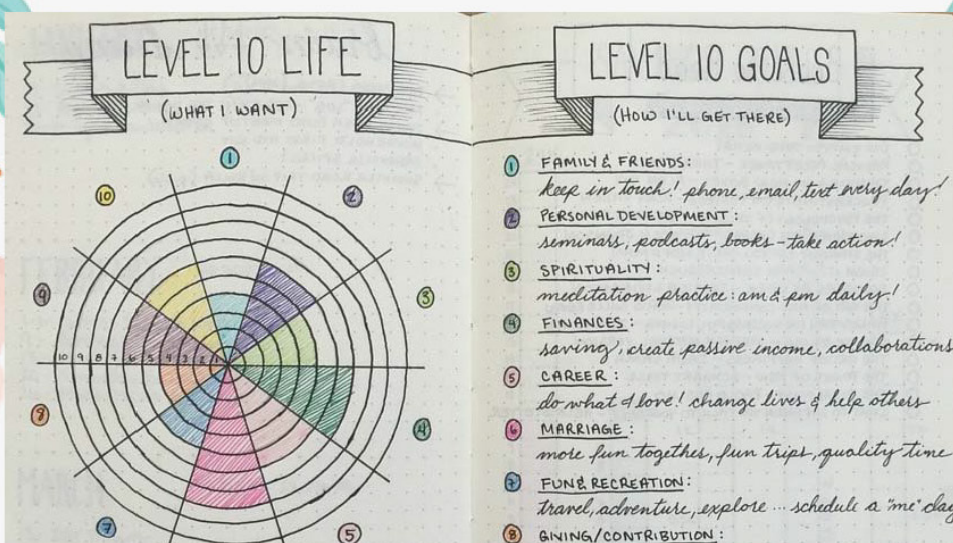 LEVEL 10 LIFE
(WHAT I WANT)
1
2
3
4
5
7
8
9
10
10 9 8 7 6 5 4 3 2 1
LEVEL 10 GOALS
(HOW I'LL GET THERE)
1 FAMILY & FRIENDS:
keep in touch! phone, email, text every day!
2 PERSONAL DEVELOPMENT:
seminars, podcasts, books - take action!
3 SPIRITUALITY:
meditation practice: am & pm daily!
4 FINANCES:
saving, create passive income, collaborations
5 CAREER:
do what I love! change lives & help others
6 MARRIAGE:
more fun together, fun trips, quality time
7 FUN & RECREATION:
travel, adventure, explore ... schedule a "me" day
8 GIVING/CONTRIBUTION: